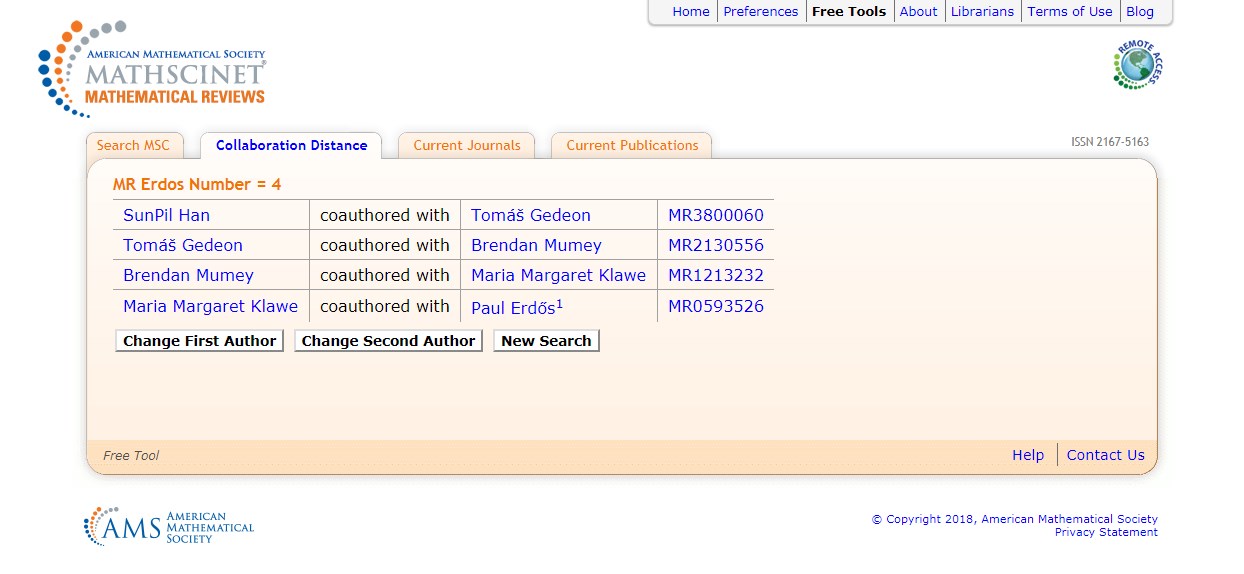 Home Preferences Free Tools About Librarians Terms of Use Blog
AMERICAN MATHEMATICAL SOCIETY
MATHSCINET®
MATHEMATICAL REVIEWS
REMOTE ACCESS
Search MSC Collaboration Distance Current Journals Current Publications
ISSN 2167-5163
MR Erdos Number = 4
SunPil Han coauthored with Tomáš Gedeon MR3800060
Tomáš Gedeon coauthored with Brendan Mumey MR2130556
Brendan Mumey coauthored with Maria Margaret Klawe MR1213232
Maria Margaret Klawe coauthored with Paul Erdős¹ MR0593526
Change First Author Change Second Author New Search
Free Tool Help Contact Us
AMS AMERICAN
MATHEMATICAL
SOCIETY
© Copyright 2018, American Mathematical Society
Privacy Statement